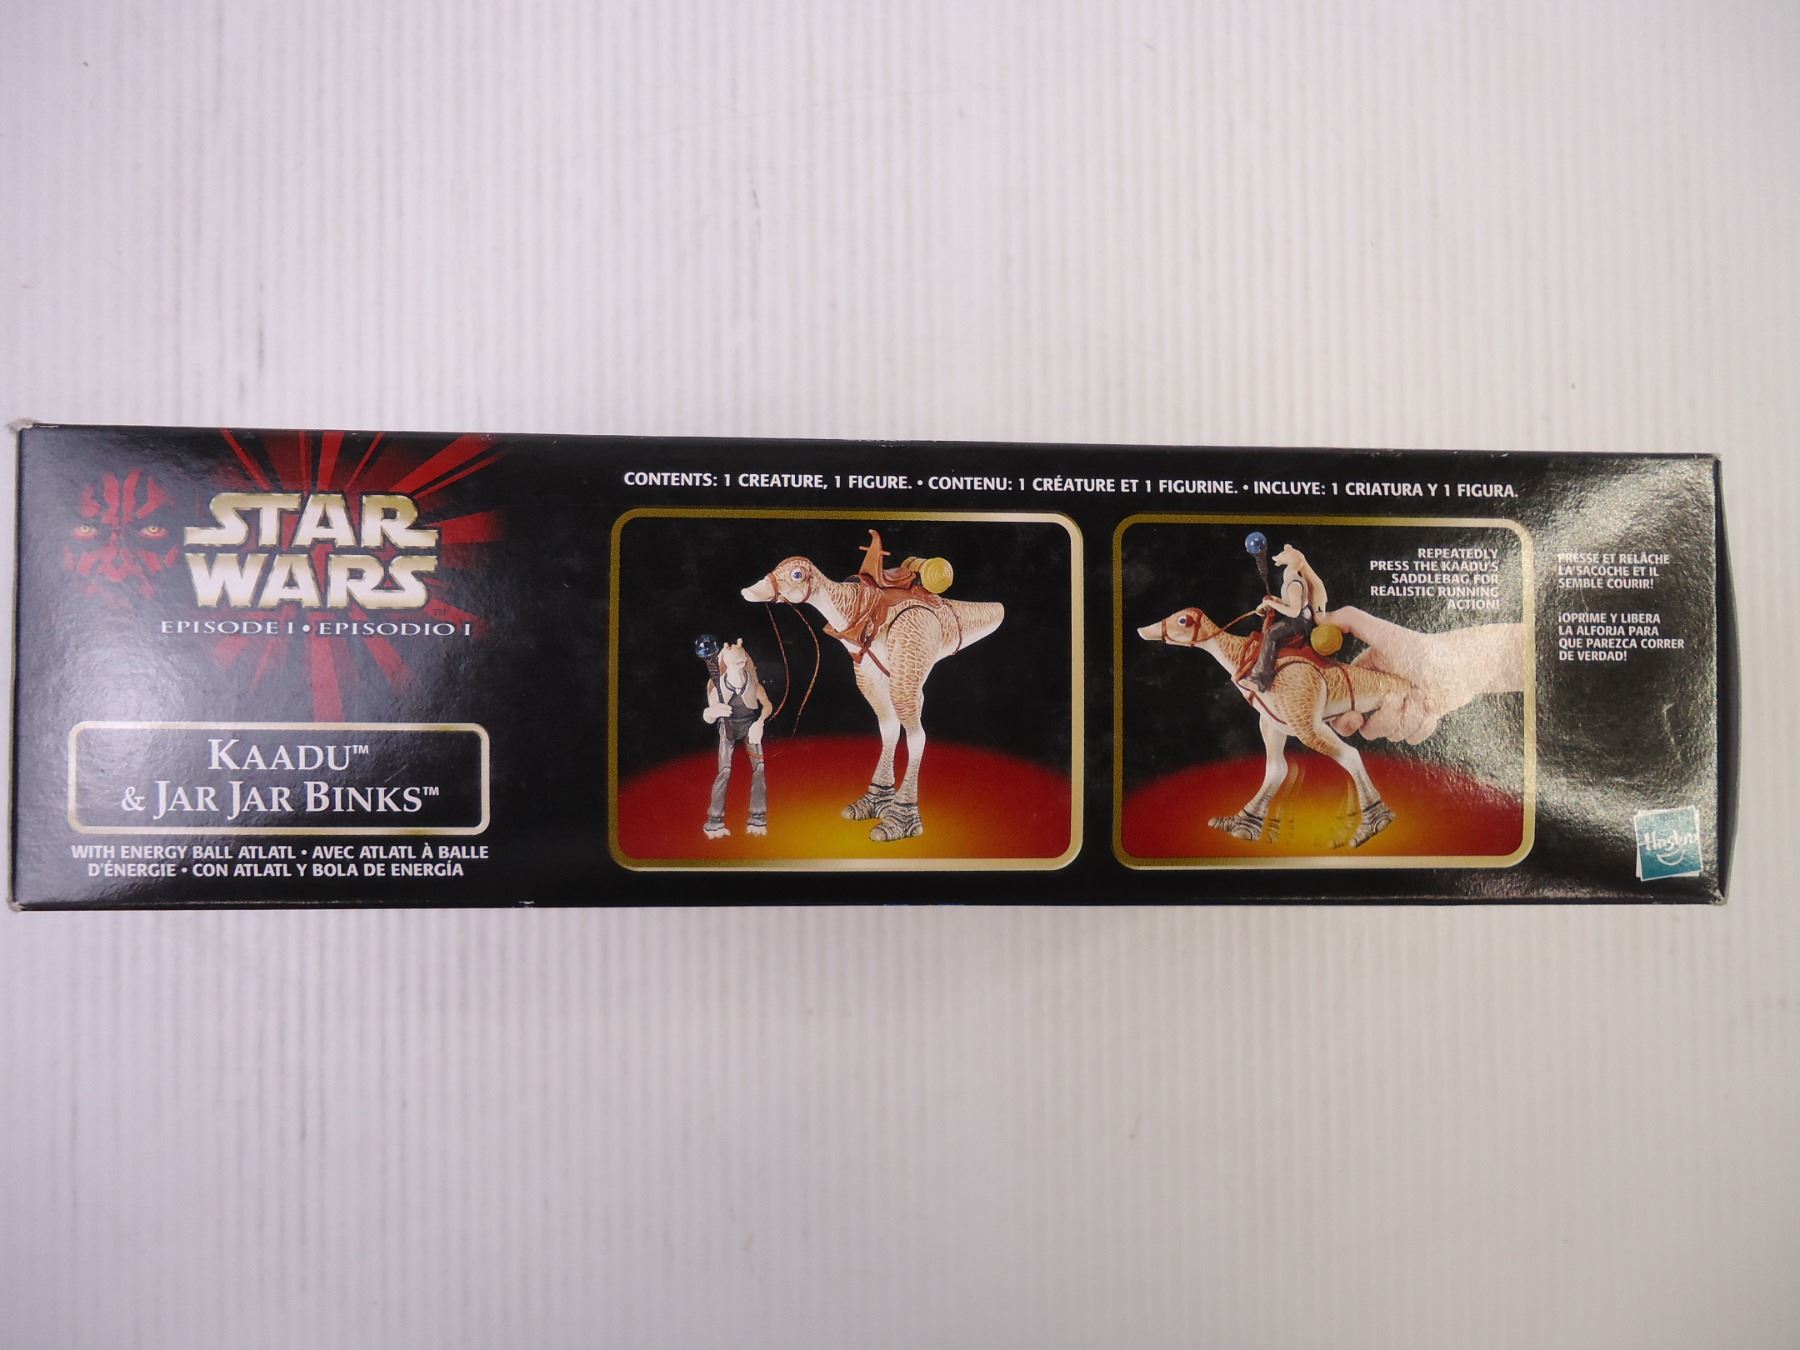 STAR
WARS™
EPISODE I • EPISODIO I
KAADU™
& JAR JAR BINKS™
WITH ENERGY BALL ATLATL • AVEC ATLATL À BALLE
D'ÉNERGIE • CON ATLATL Y BOLA DE ENERGÍA
CONTENTS: 1 CREATURE, 1 FIGURE. • CONTENU: 1 CRÉATURE ET 1 FIGURINE. • INCLUYE: 1 CRIATURA Y 1 FIGURA.
REPEATEDLY
PRESS THE KAADU'S
SADDLEBAG FOR
REALISTIC RUNNING
ACTION!
PRESSE ET RELÂCHE
LA SACOCHE ET IL
SEMBLE COURIR!
¡OPRIME Y LIBERA
LA ALFORJA PARA
QUE PAREZCA CORRER
DE VERDAD!
Hasbro